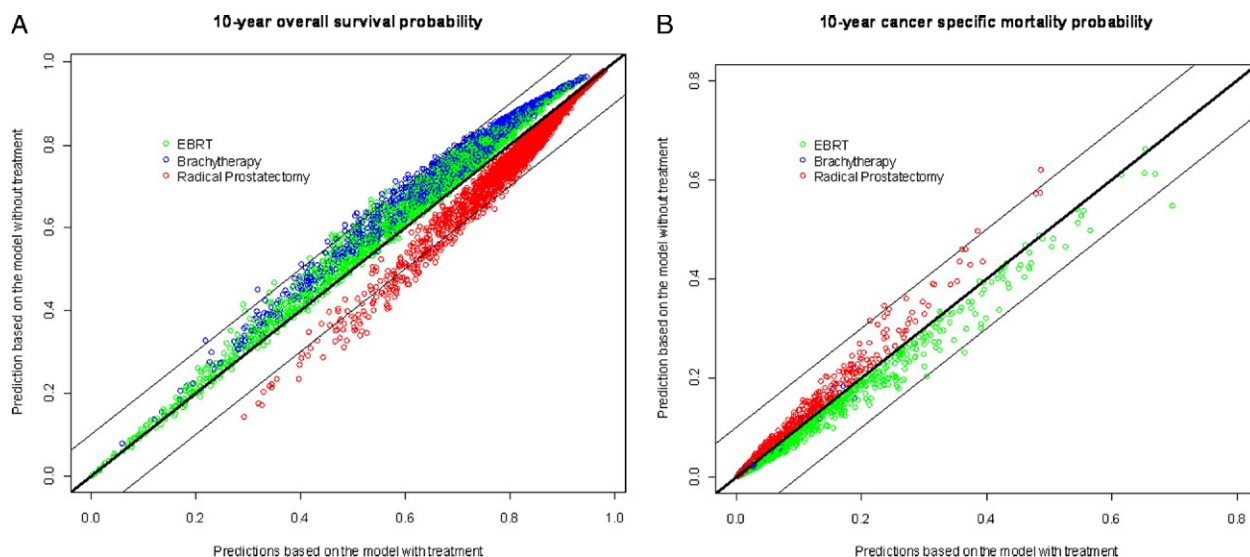 A
10-year overall survival probability
Prediction based on the model without treatment
1.0
0.8
0.6
0.4
0.2
0.0
EBRT
Brachytherapy
Radical Prostatectomy
0.0 0.2 0.4 0.6 0.8 1.0
Predictions based on the model with treatment
B
10-year cancer specific mortality probability
Prediction based on the model without treatment
0.8
0.6
0.4
0.2
0.0
EBRT
Brachytherapy
Radical Prostatectomy
0.0 0.2 0.4 0.6 0.8
Predictions based on the model with treatment